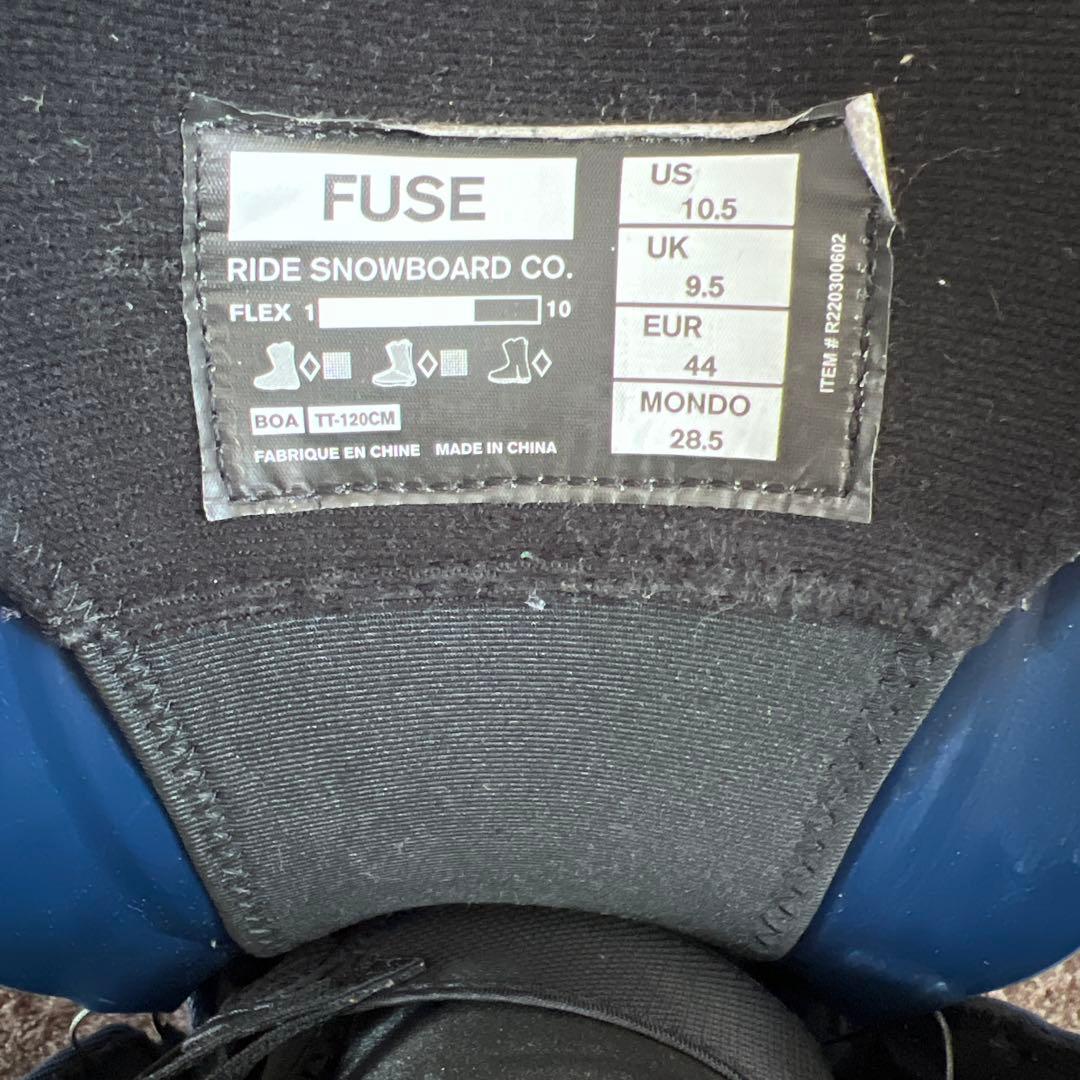 FUSE
RIDE SNOWBOARD CO.
FLEX 1 10
BOA TT-120CM
FABRIQUE EN CHINE MADE IN CHINA
US
10.5
UK
9.5
EUR
44
MONDO
28.5
ITEM # R220300602